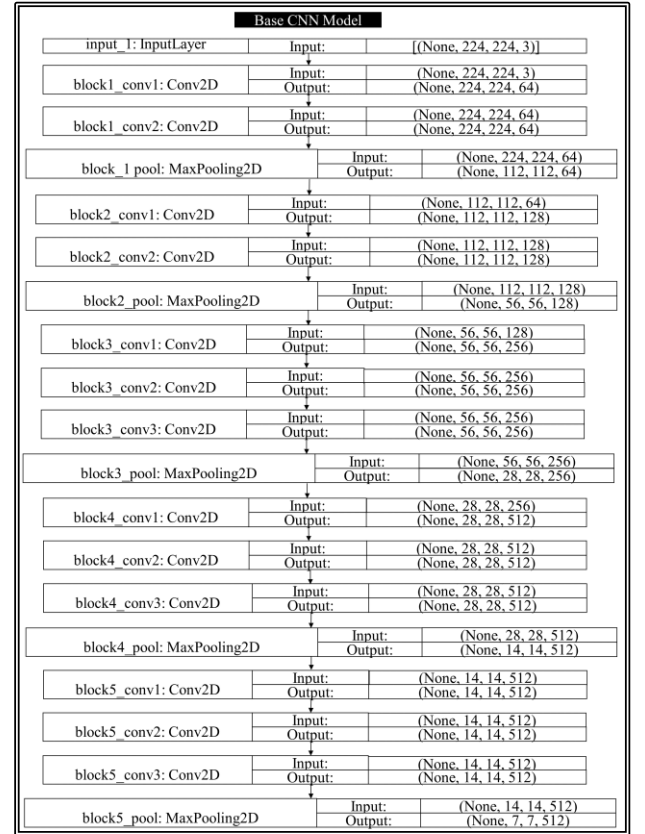 Base CNN Model
input_1: InputLayer Input: [(None, 224, 224, 3)]
block1_conv1: Conv2D Input: (None, 224, 224, 3)
Output: (None, 224, 224, 64)
block1_conv2: Conv2D Input: (None, 224, 224, 64)
Output: (None, 224, 224, 64)
block_1 pool: MaxPooling2D Input: (None, 224, 224, 64)
Output: (None, 112, 112, 64)
block2_conv1: Conv2D Input: (None, 112, 112, 64)
Output: (None, 112, 112, 128)
block2_conv2: Conv2D Input: (None, 112, 112, 128)
Output: (None, 112, 112, 128)
block2_pool: MaxPooling2D Input: (None, 112, 112, 128)
Output: (None, 56, 56, 128)
block3_conv1: Conv2D Input: (None, 56, 56, 128)
Output: (None, 56, 56, 256)
block3_conv2: Conv2D Input: (None, 56, 56, 256)
Output: (None, 56, 56, 256)
block3_conv3: Conv2D Input: (None, 56, 56, 256)
Output: (None, 56, 56, 256)
block3_pool: MaxPooling2D Input: (None, 56, 56, 256)
Output: (None, 28, 28, 256)
block4_conv1: Conv2D Input: (None, 28, 28, 256)
Output: (None, 28, 28, 512)
block4_conv2: Conv2D Input: (None, 28, 28, 512)
Output: (None, 28, 28, 512)
block4_conv3: Conv2D Input: (None, 28, 28, 512)
Output: (None, 28, 28, 512)
block4_pool: MaxPooling2D Input: (None, 28, 28, 512)
Output: (None, 14, 14, 512)
block5_conv1: Conv2D Input: (None, 14, 14, 512)
Output: (None, 14, 14, 512)
block5_conv2: Conv2D Input: (None, 14, 14, 512)
Output: (None, 14, 14, 512)
block5_conv3: Conv2D Input: (None, 14, 14, 512)
Output: (None, 14, 14, 512)
block5_pool: MaxPooling2D Input: (None, 14, 14, 512)
Output: (None, 7, 7, 512)